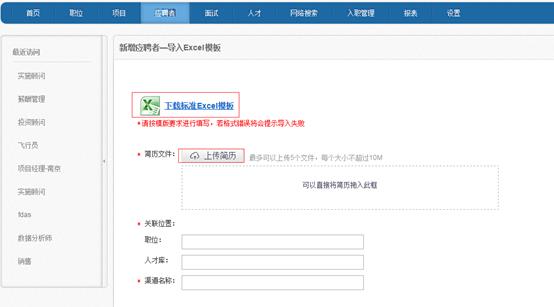 首页 职位 项目 应聘者 面试 人才 网络搜索 入职管理 报表 设置
最近访问
实施顾问
薪酬管理
投资顾问
飞行员
项目经理-南京
实施顾问
fdas
数据分析师
销售
新增应聘者—导入Excel模板
下载标准Excel模板
*请按模版要求进行填写，若格式错误将会提示导入失败
* 简历文件： 上传简历 最多可以上传5个文件，每个大小不超过10M
可以直接将简历拖入此框
* 关联位置：
职位：
人才库：
* 渠道名称：